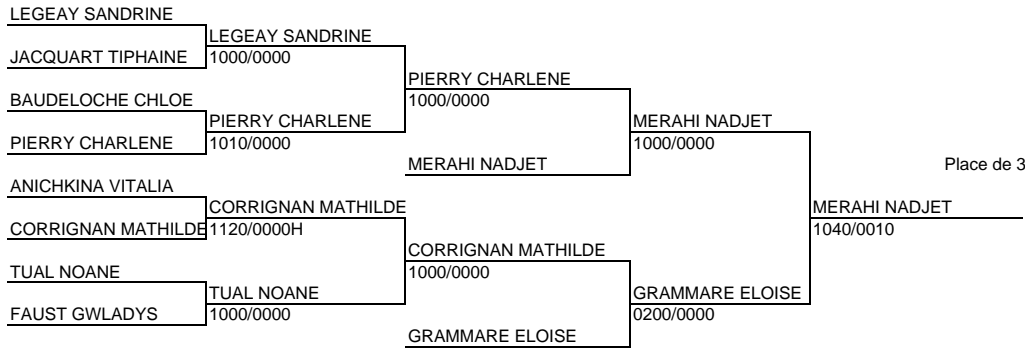 LEGEAY SANDRINE
LEGEAY SANDRINE
JACQUART TIPHAINE
1000/0000
PIERRY CHARLENE
BAUDELOCHE CHLOE
1000/0000
PIERRY CHARLENE
MERAHI NADJET
PIERRY CHARLENE
1010/0000
1000/0000
MERAHI NADJET
Place de 3
ANICHKINA VITALIA
CORRIGNAN MATHILDE
MERAHI NADJET
CORRIGNAN MATHILDE
1120/0000H
1040/0010
CORRIGNAN MATHILDE
TUAL NOANE
1000/0000
TUAL NOANE
GRAMMARE ELOISE
FAUST GWLADYS
1000/0000
0200/0000
GRAMMARE ELOISE